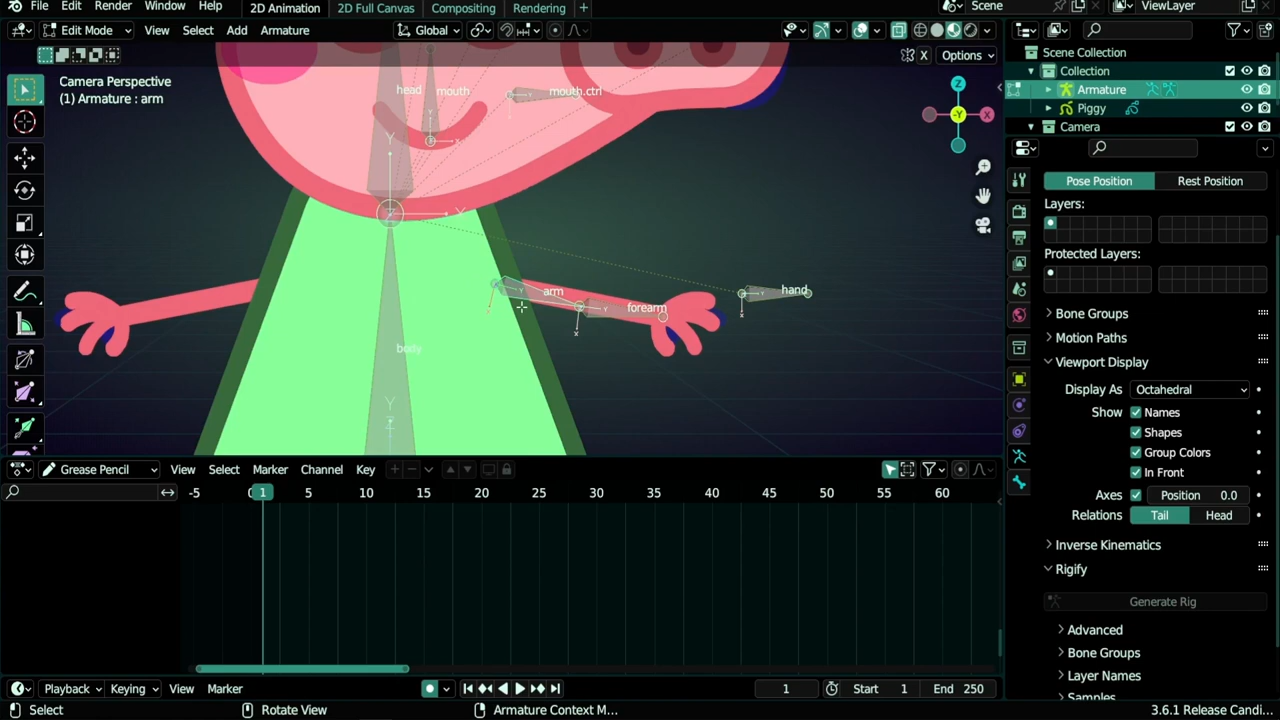 File Edit Render Window Help 2D Animation 2D Full Canvas Compositing Rendering + Scene ViewLayer
Edit Mode View Select Add Armature Global
Options
X
Camera Perspective
(1) Armature : arm
head
mouth
mouth.ctrl
arm
forearm
hand
body
Z
Y
X
Scene Collection
Collection
Armature
Piggy
Camera
Pose Position Rest Position
Layers:
Protected Layers:
Bone Groups
Motion Paths
Viewport Display
Display As Octahedral
Show Names
Shapes
Group Colors
In Front
Axes Position 0.0
Relations Tail Head
Inverse Kinematics
Rigify
Generate Rig
Advanced
Bone Groups
Layer Names
Samples
Grease Pencil View Select Marker Channel Key
-5 0 1 5 10 15 20 25 30 35 40 45 50 55 60
Playback Keying View Marker 1 Start 1 End 250
Select Rotate View Armature Context M... 3.6.1 Release Candi...